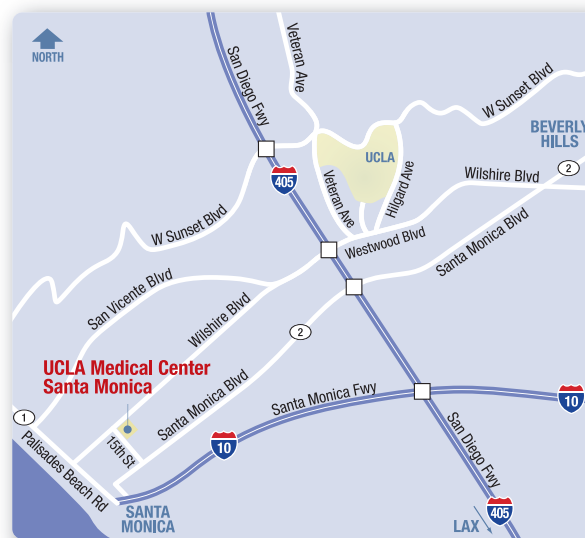 NORTH
San Diego Fwy
Veteran Ave
W Sunset Blvd
BEVERLY
HILLS
2
UCLA
405
Veteran Ave
Hilgard Ave
Wilshire Blvd
W Sunset Blvd
Westwood Blvd
Santa Monica Blvd
San Vicente Blvd
Wilshire Blvd
2
UCLA Medical Center
Santa Monica
Santa Monica Blvd
Santa Monica Fwy
10
1
15th St
10
Palisades Beach Rd
San Diego Fwy
SANTA
MONICA
405
LAX